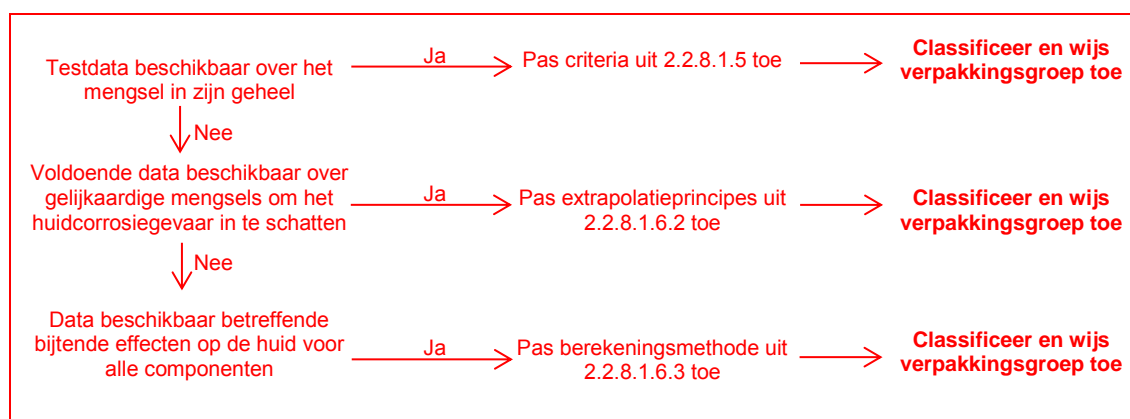 Testdata beschikbaar over het
mengsel in zijn geheel
Ja
Pas criteria uit 2.2.8.1.5 toe
Classificeer en wijs
verpakkingsgroep toe
Nee
Voldoende data beschikbaar over
gelijkaardige mengsels om het
huidcorrosiegevaar in te schatten
Ja
Pas extrapolatieprincipes uit
2.2.8.1.6.2 toe
Classificeer en wijs
verpakkingsgroep toe
Nee
Data beschikbaar betreffende
bijtende effecten op de huid voor
alle componenten
Ja
Pas berekeningsmethode uit
2.2.8.1.6.3 toe
Classificeer en wijs
verpakkingsgroep toe